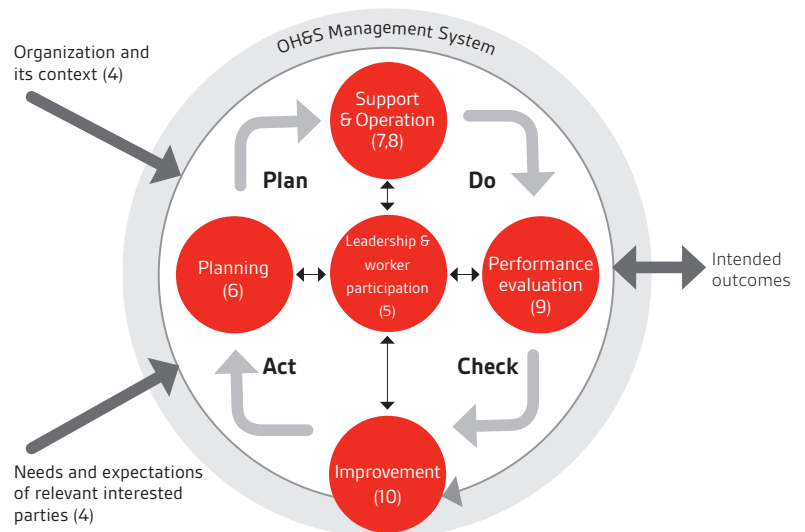 OH&S Management System
Organization and
its context (4)
Support
& Operation
(7,8)
Plan
Do
Planning
(6)
Leadership &
worker
participation
(5)
Performance
evaluation
(9)
Intended
outcomes
Act
Check
Needs and expectations
of relevant interested
parties (4)
Improvement
(10)